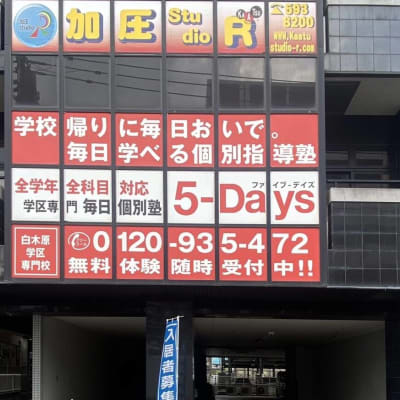 加圧 Studio R
☎593
8200
WWW.Kaatu
studio-r.com
学校帰りに毎日おいで。
毎日学べる個別指導塾
全学年 全科目 対応
学区専門 毎日個別塾
ファイブ-デイズ
5-Days
白木原
学区
専門校
0120-935-472
無料体験随時受付中!!
入居者募集